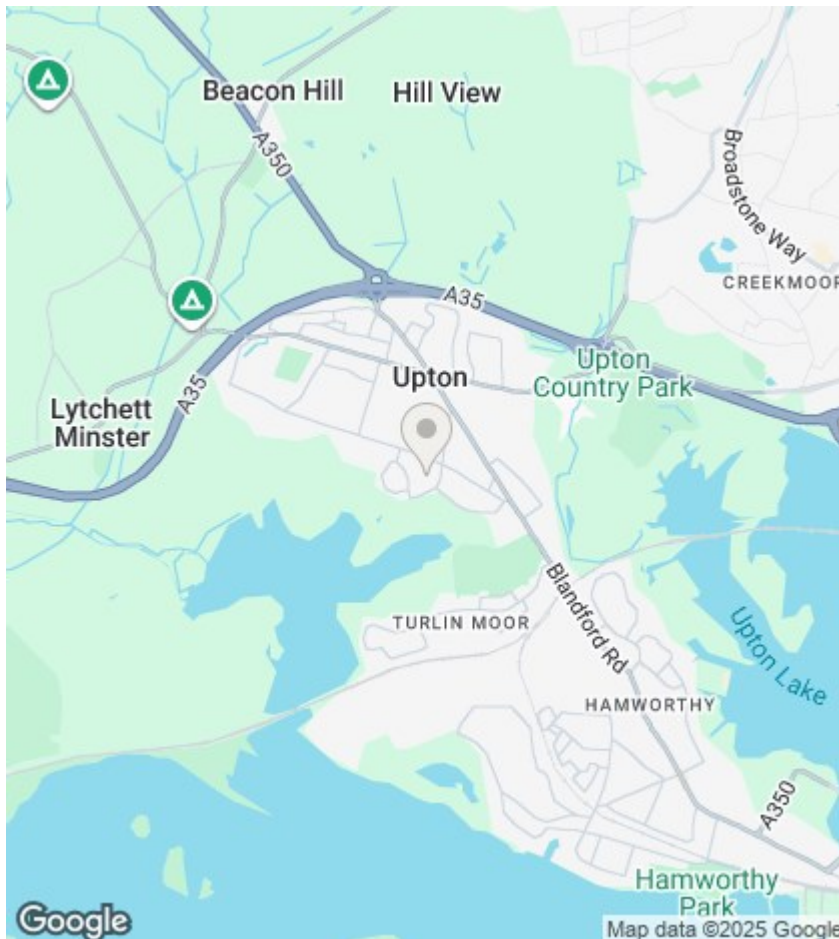 Beacon Hill
Hill View
A350
Broadstone Way
CREEKMOOR
A35
Upton
Country Park
Upton
Lytchett
Minster
A35
Blandford Rd
TURLIN MOOR
Upton Lake
HAMWORTHY
A350
Hamworthy
Park
Google
Map data ©2025 Google